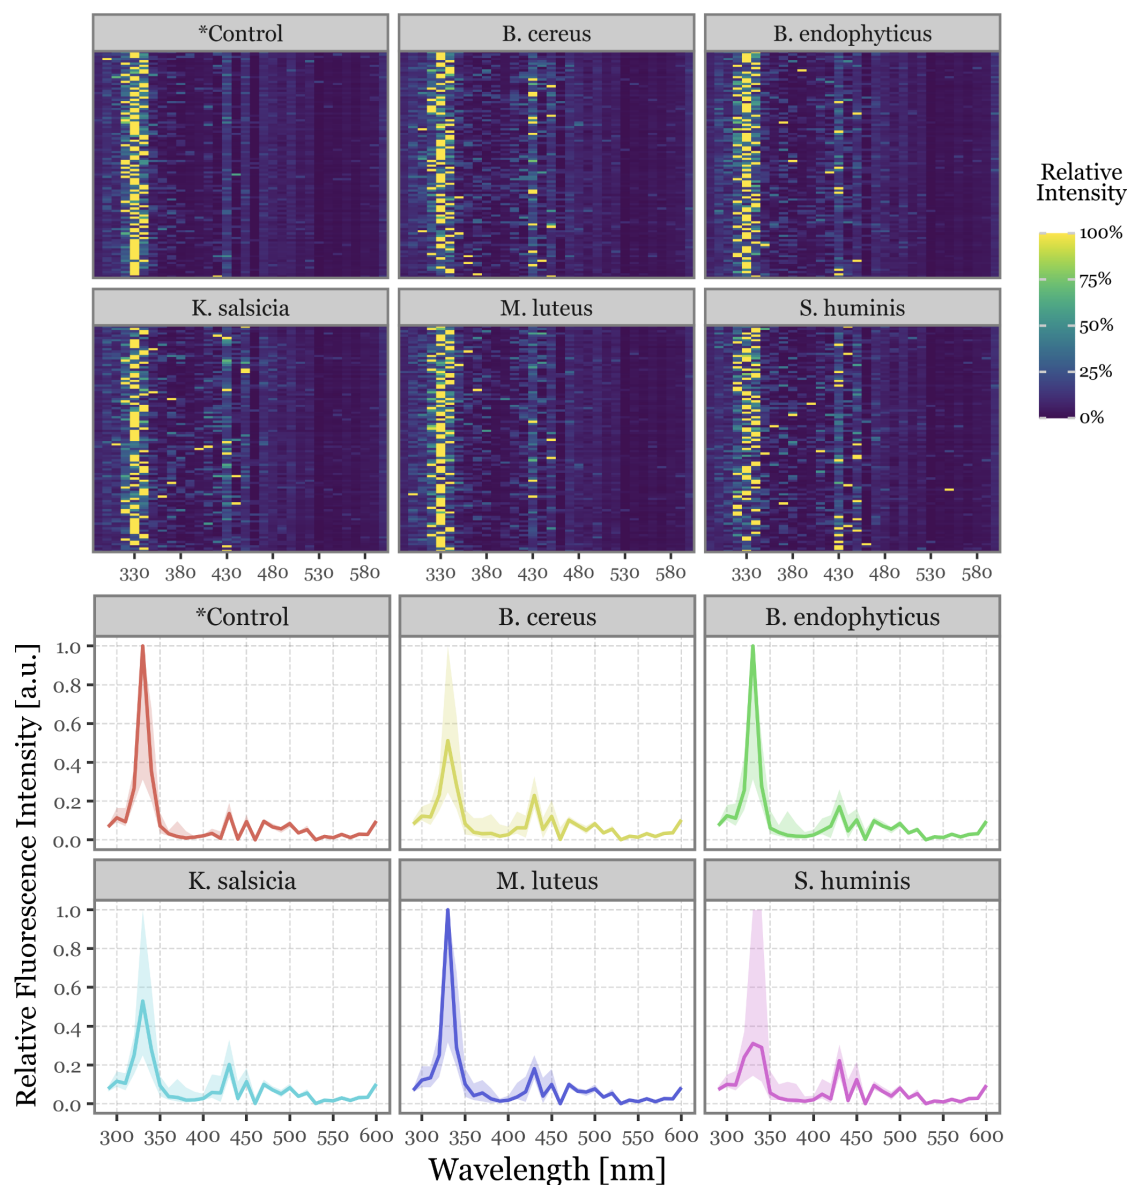 *Control B. cereus B. endophyticus
Relative
Intensity
100%
75%
50%
25%
0%
K. salsicia M. luteus S. huminis
330 380 430 480 530 580 330 380 430 480 530 580 330 380 430 480 530 580
*Control B. cereus B. endophyticus
1.0
0.8
0.6
0.4
0.2
0.0
K. salsicia M. luteus S. huminis
1.0
0.8
0.6
0.4
0.2
0.0
300 350 400 450 500 550 600 300 350 400 450 500 550 600 300 350 400 450 500 550 600
Relative Fluorescence Intensity [a.u.]
Wavelength [nm]